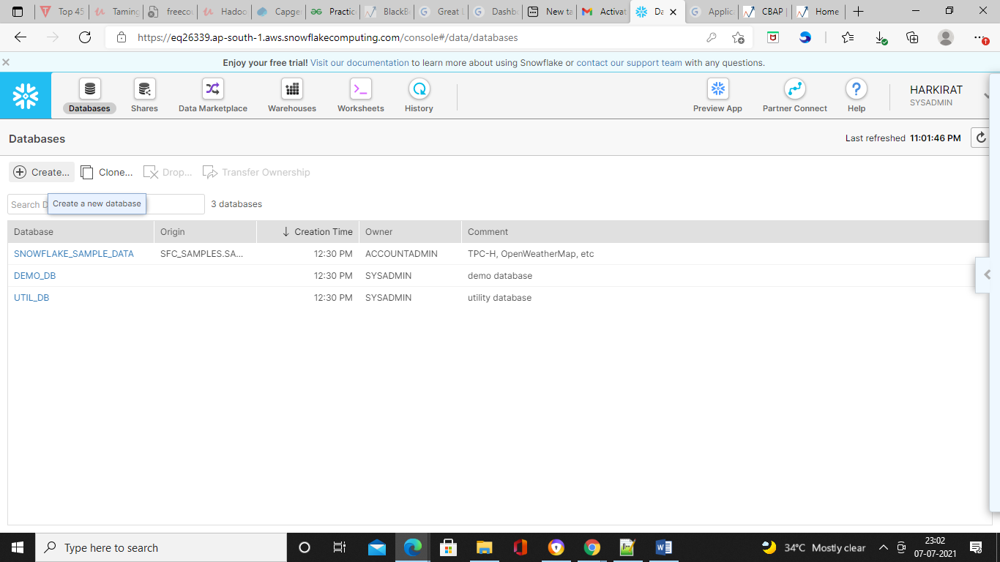 Top 45
Taming
freecou
Hadoo
Capge
Practic
BlackB
Great L
Dashbo
New ta
Activat
Da
Applic
CBAP
Home
https://eq26339.ap-south-1.aws.snowflakecomputing.com/console#/data/databases
Enjoy your free trial! Visit our documentation to learn more about using Snowflake or contact our support team with any questions.
Databases
Shares
Data Marketplace
Warehouses
Worksheets
History
Preview App
Partner Connect
Help
HARKIRAT
SYSADMIN
Databases
Last refreshed 11:01:46 PM
Create... Clone... Drop... Transfer Ownership
Search D
Create a new database
3 databases
Database Origin Creation Time Owner Comment
SNOWFLAKE_SAMPLE_DATA SFC_SAMPLES.SA... 12:30 PM ACCOUNTADMIN TPC-H, OpenWeatherMap, etc
DEMO_DB 12:30 PM SYSADMIN demo database
UTIL_DB 12:30 PM SYSADMIN utility database
Type here to search
34°C Mostly clear
23:02
07-07-2021